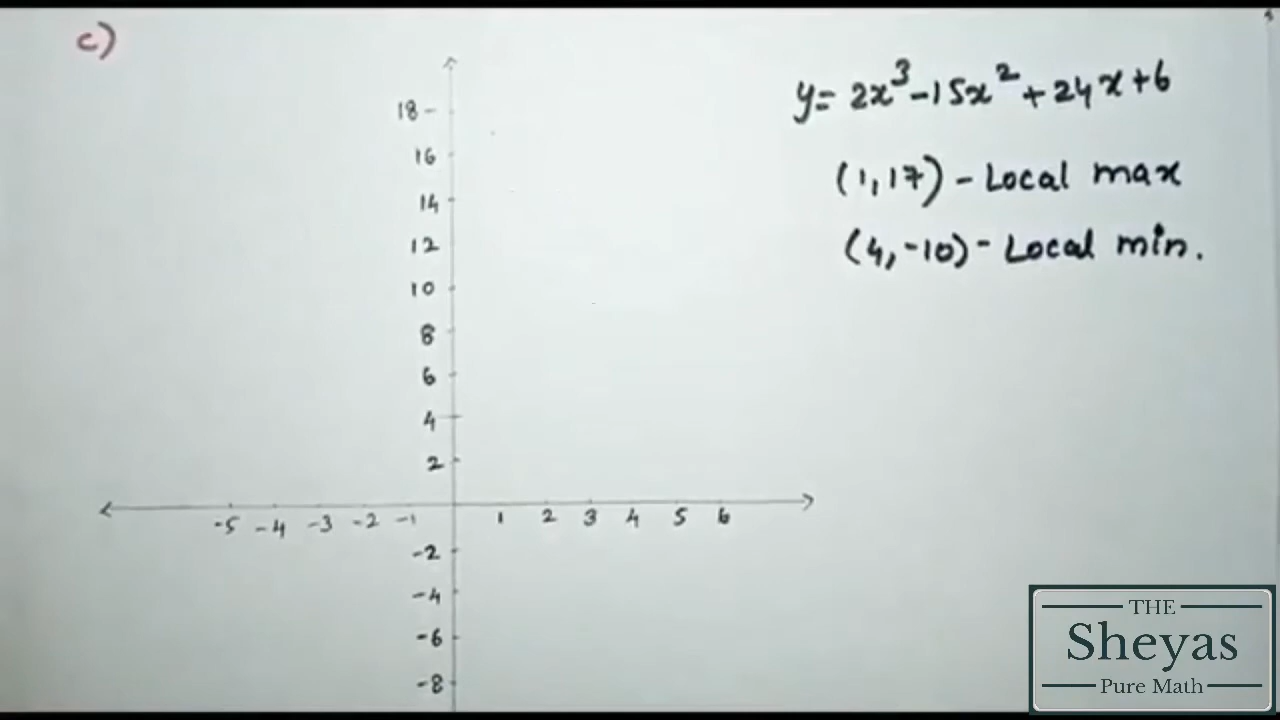 c)
y= 2x³-15x²+24x+6
(1,17) - Local max
(4,-10) - Local min.
18
16
14
12
10
8
6
4
2
-5 -4 -3 -2 -1 1 2 3 4 5 6
-2
-4
-6
-8
THE
Sheyas
Pure Math